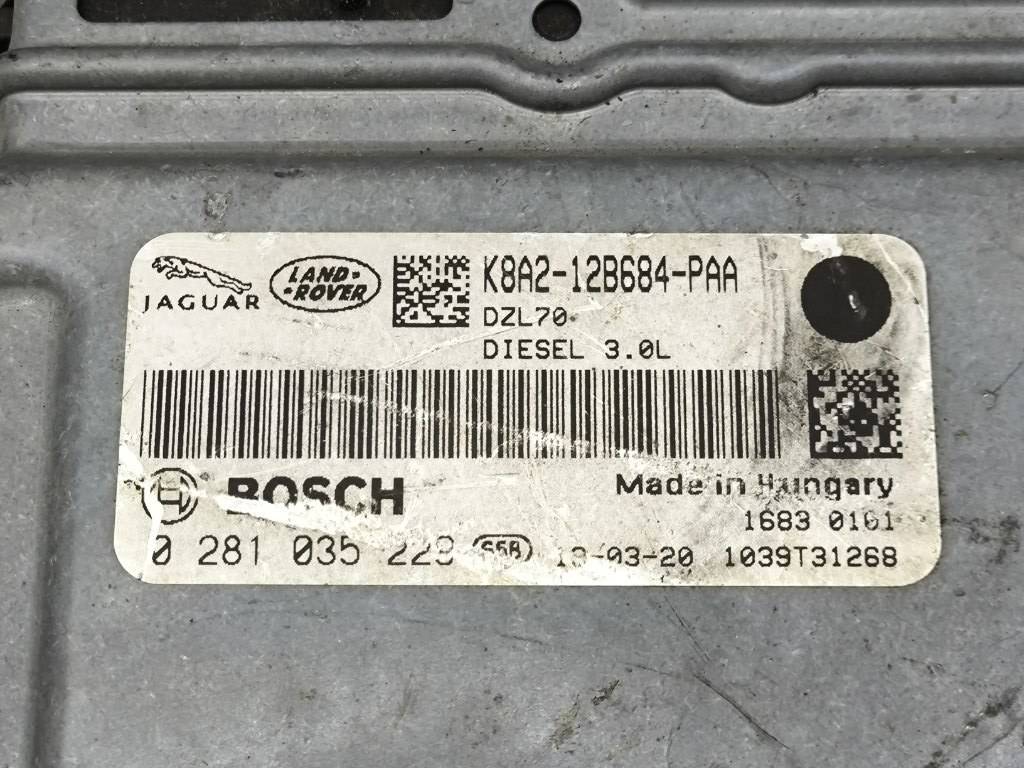 JAGUAR
LAND-
-ROVER
K8A2-12B684-PAA
DZL70
DIESEL 3.0L
BOSCH
Made in Hungary
1683 0101
0 281 035 229
1039T31268